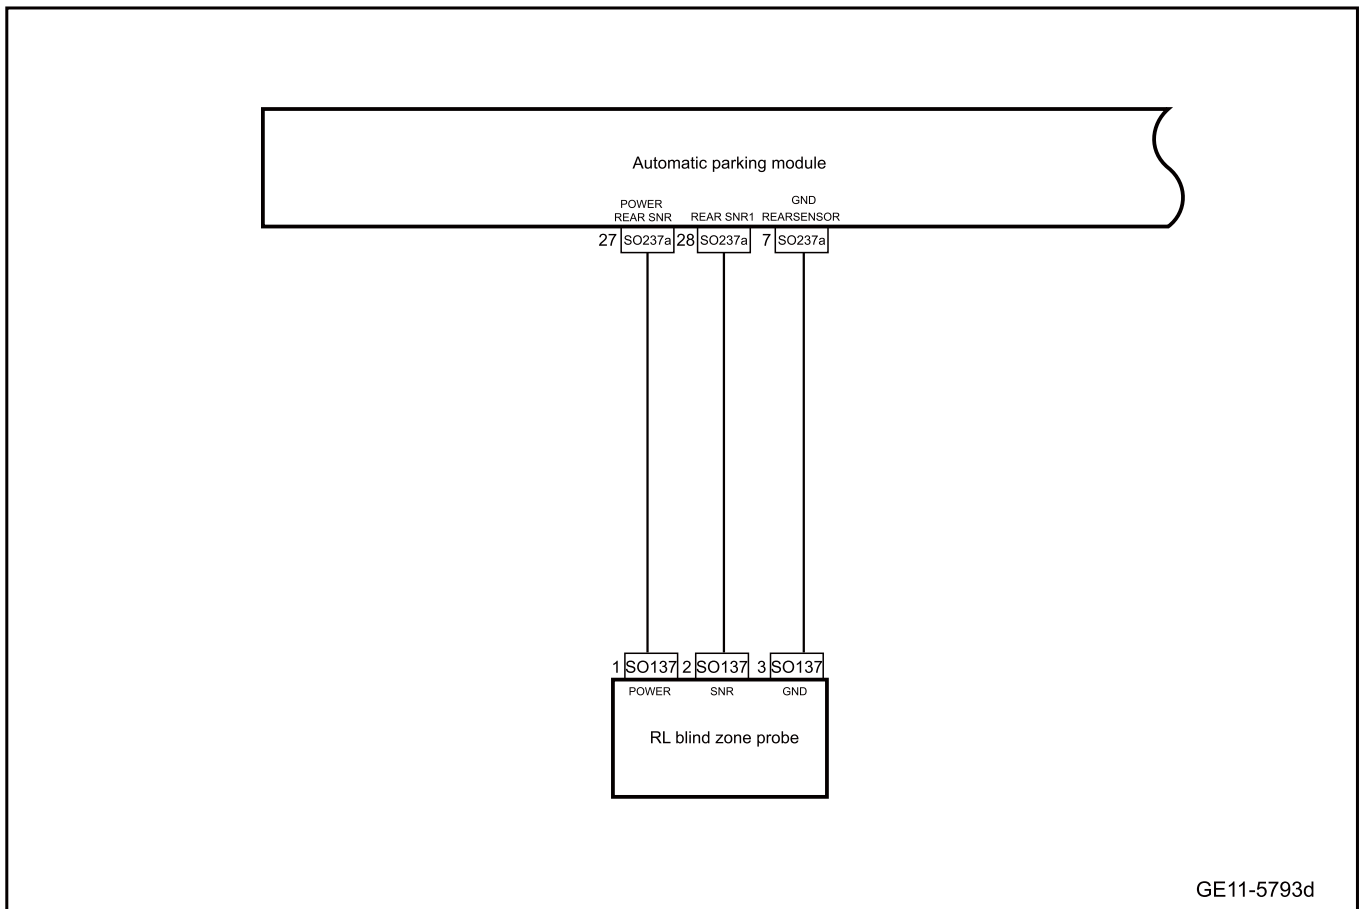 Automatic parking module
POWER
REAR SNR
REAR SNR1
GND
REARSENSOR
27 SO237a 28 SO237a 7 SO237a
1 SO137 2 SO137 3 SO137
POWER SNR GND
RL blind zone probe
GE11-5793d